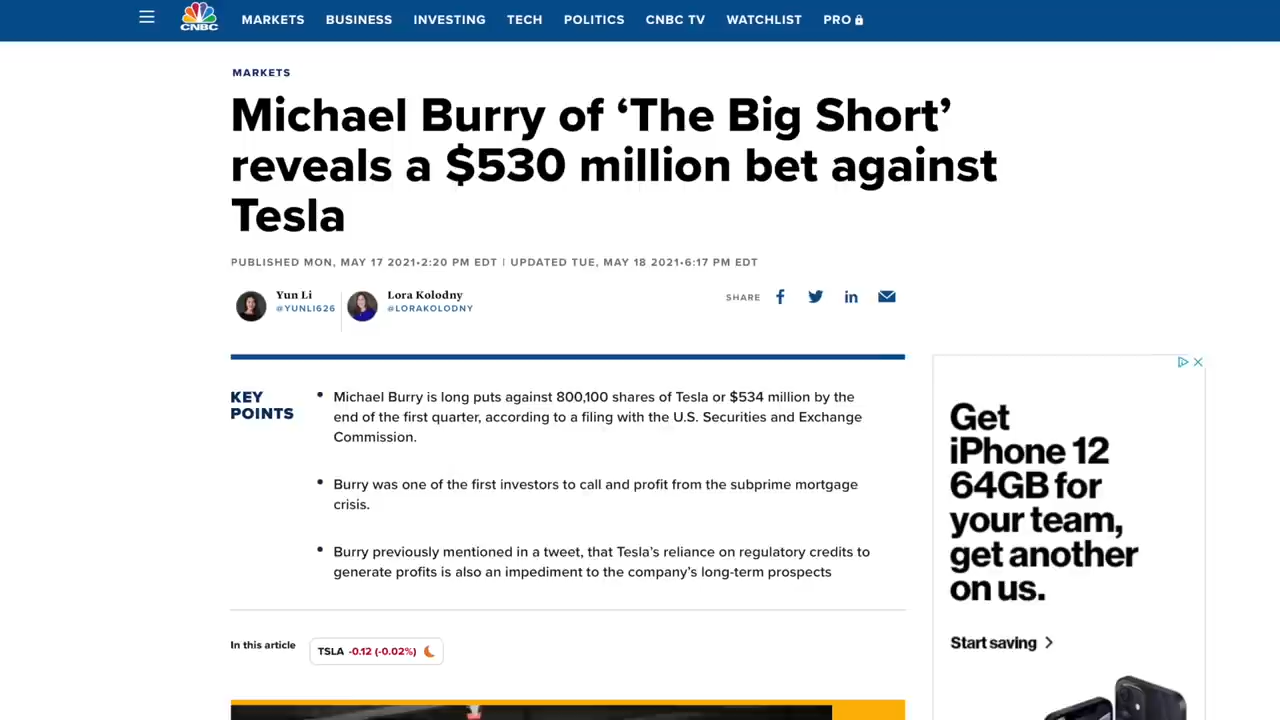 CNBC
MARKETS BUSINESS INVESTING TECH POLITICS CNBC TV WATCHLIST PRO
MARKETS
Michael Burry of ‘The Big Short’
reveals a $530 million bet against
Tesla
PUBLISHED MON, MAY 17 2021•2:20 PM EDT | UPDATED TUE, MAY 18 2021•6:17 PM EDT
Yun Li
@YUNLI626
Lora Kolodny
@LORAKOLODNY
SHARE
KEY
POINTS
• Michael Burry is long puts against 800,100 shares of Tesla or $534 million by the
end of the first quarter, according to a filing with the U.S. Securities and Exchange
Commission.
• Burry was one of the first investors to call and profit from the subprime mortgage
crisis.
• Burry previously mentioned in a tweet, that Tesla’s reliance on regulatory credits to
generate profits is also an impediment to the company’s long-term prospects
In this article
TSLA -0.12 (-0.02%)
Get
iPhone 12
64GB for
your team,
get another
on us.
Start saving